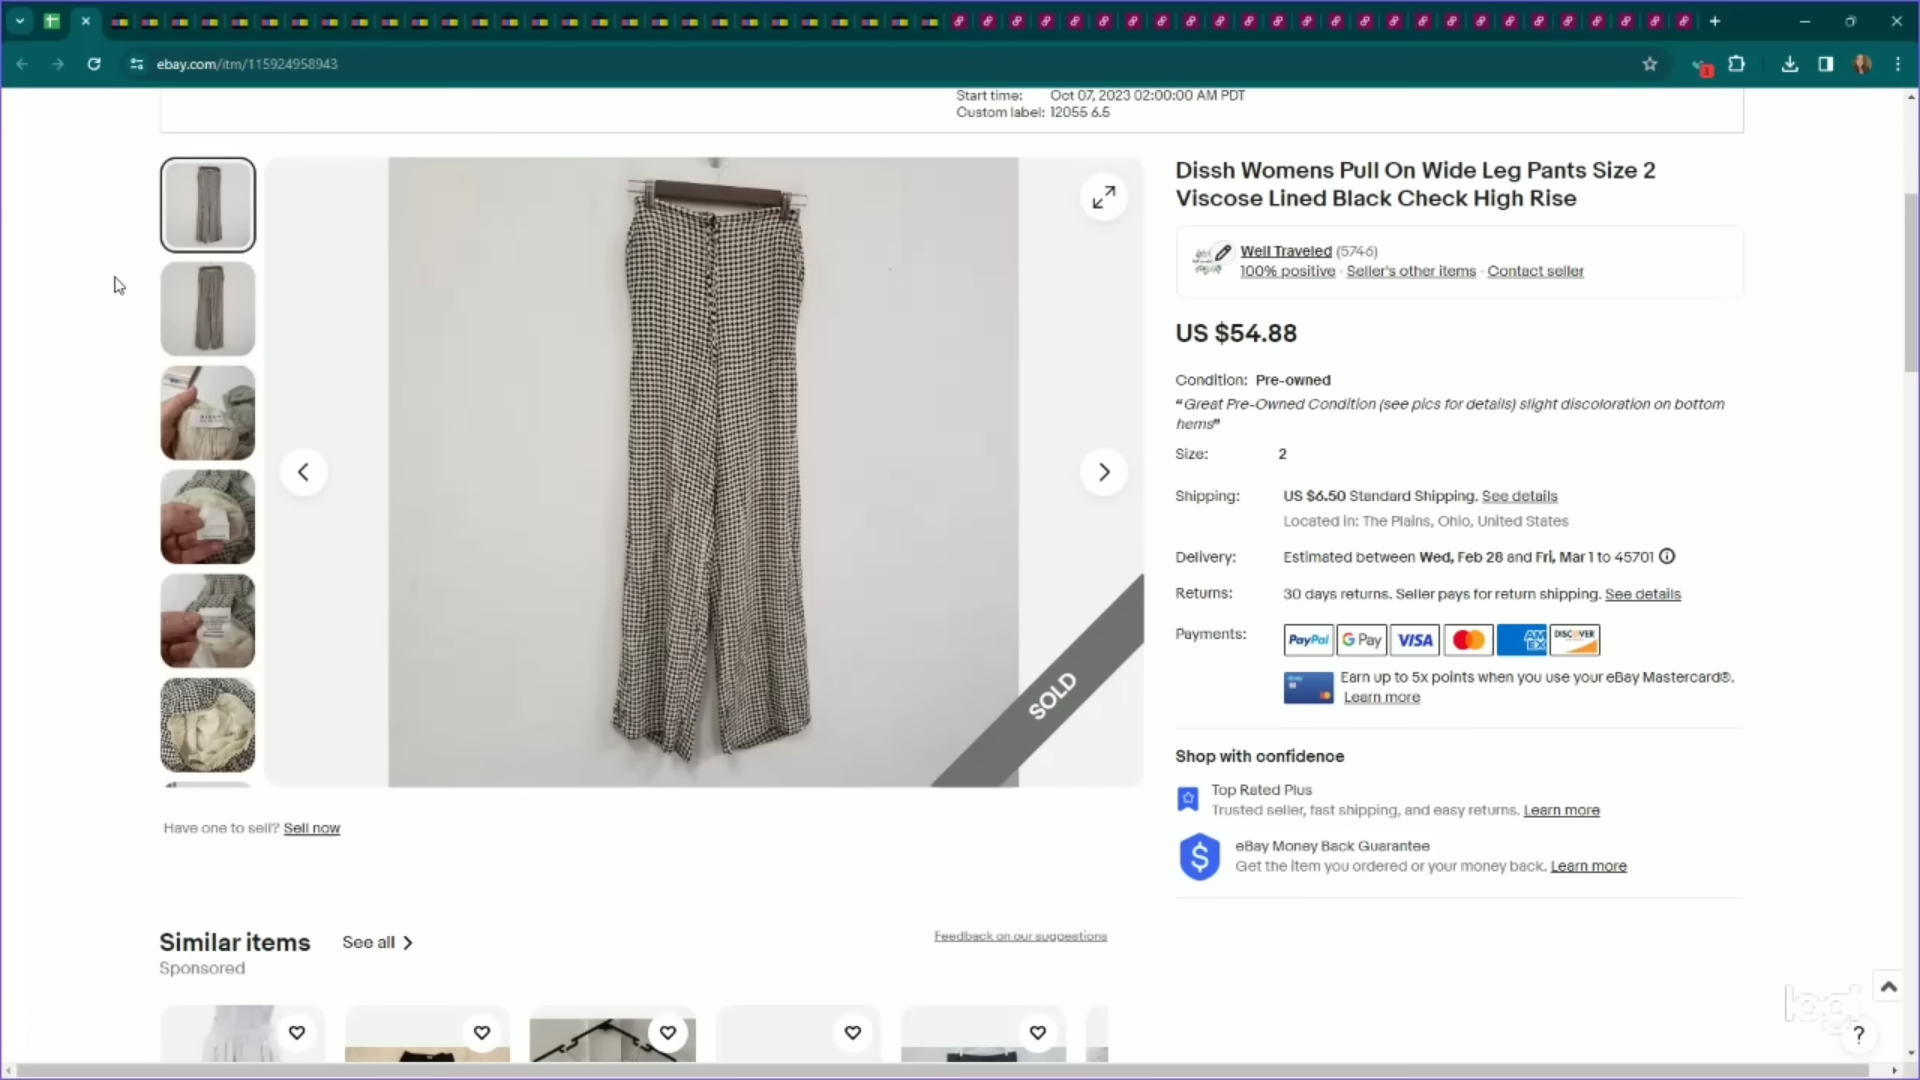 ebay.com/itm/115924958943
1
Start time: Oct 07, 2023 02:00:00 AM PDT
Custom label: 12055 6.5
Dissh Womens Pull On Wide Leg Pants Size 2
Viscose Lined Black Check High Rise
Well Traveled (5746)
100% positive · Seller's other items · Contact seller
US $54.88
Condition: Pre-owned
“Great Pre-Owned Condition (see pics for details) slight discoloration on bottom
hems”
Size: 2
Shipping: US $6.50 Standard Shipping. See details
Located in: The Plains, Ohio, United States
Delivery: Estimated between Wed, Feb 28 and Fri, Mar 1 to 45701
Returns: 30 days returns. Seller pays for return shipping. See details
Payments: PayPal G Pay VISA AM EX DISCOVER
Earn up to 5x points when you use your eBay Mastercard®.
Learn more
SOLD
Shop with confidence
Top Rated Plus
Trusted seller, fast shipping, and easy returns. Learn more
eBay Money Back Guarantee
Get the item you ordered or your money back. Learn more
Have one to sell? Sell now
Similar items See all
Sponsored
Feedback on our suggestions
logi
?